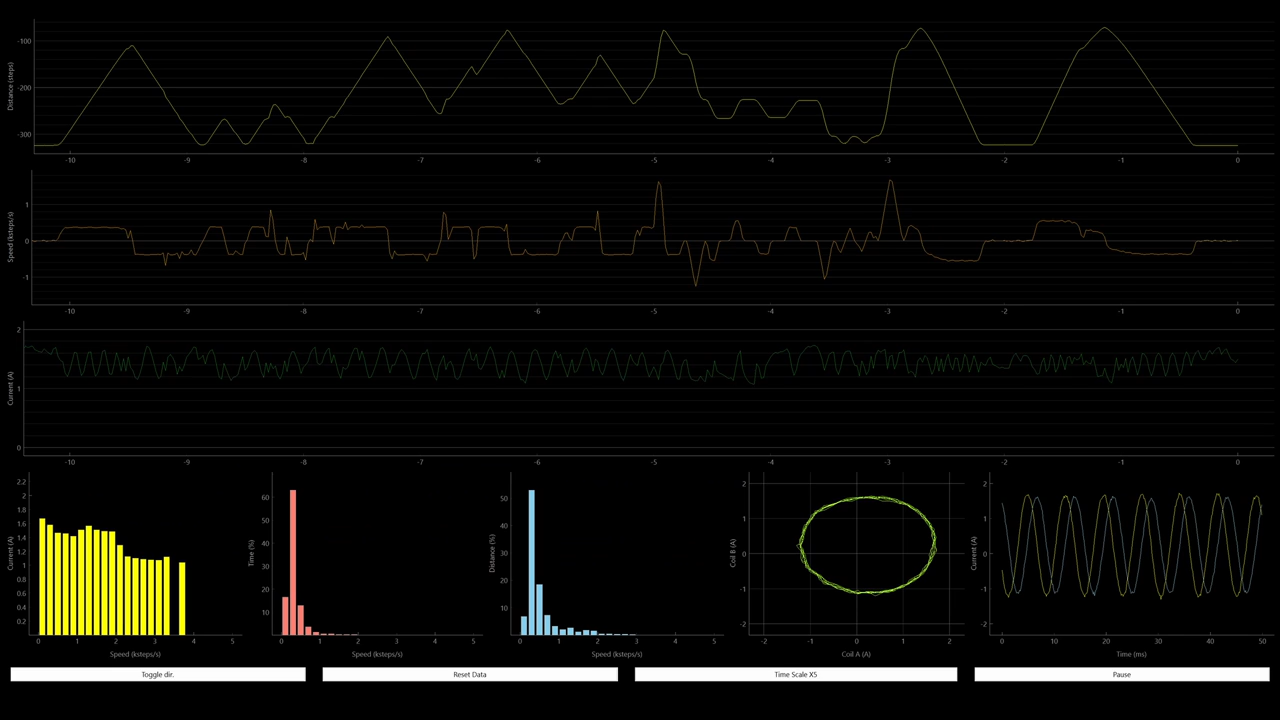 Distance (steps)
-100
-200
-300
-10 -9 -8 -7 -6 -5 -4 -3 -2 -1 0
Speed (ksteps/s)
1
0
-1
-10 -9 -8 -7 -6 -5 -4 -3 -2 -1 0
Current (A)
2
1
0
-10 -9 -8 -7 -6 -5 -4 -3 -2 -1 0
Current (A)
2.2
2
1.8
1.6
1.4
1.2
1
0.8
0.6
0.4
0.2
0 1 2 3 4 5
Speed (ksteps/s)
Time (%)
60
50
40
30
20
10
0 1 2 3 4 5
Speed (ksteps/s)
Distance (%)
50
40
30
20
10
0 1 2 3 4 5
Speed (ksteps/s)
Coil B (A)
2
1
0
-1
-2
-2 -1 0 1 2
Coil A (A)
Current (A)
2
1
0
-1
-2
0 10 20 30 40 50
Time (ms)
Toggle dir.
Reset Data
Time Scale X5
Pause